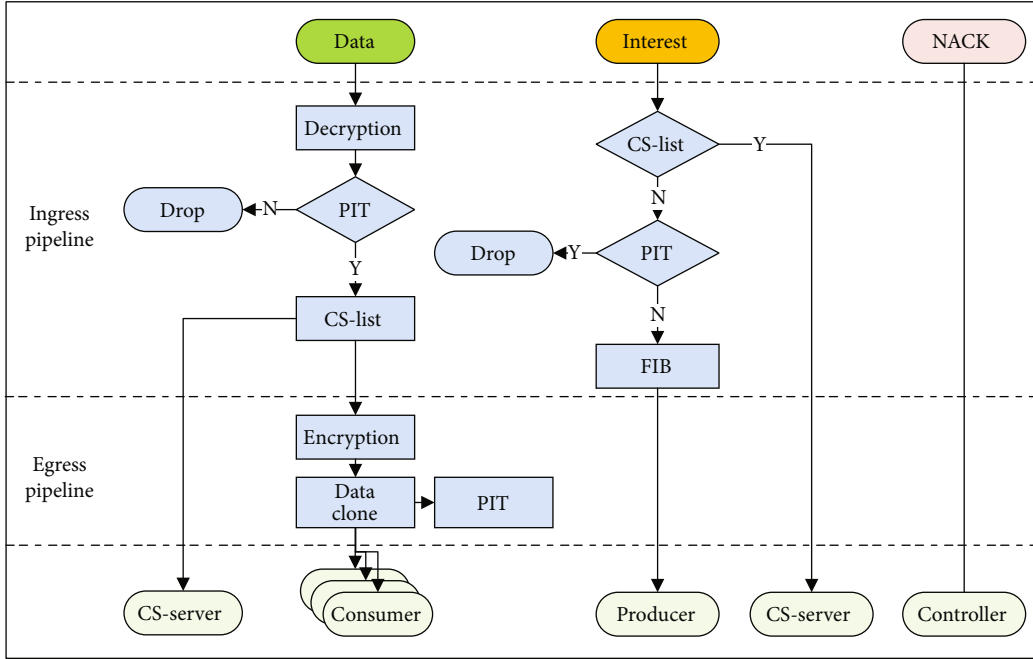 Data
Interest
NACK
Decryption
CS-list
Y
Drop
N
PIT
N
Ingress
pipeline
Drop
Y
PIT
Y
CS-list
N
FIB
Encryption
Egress
pipeline
Data
clone
PIT
CS-server
Consumer
Producer
CS-server
Controller